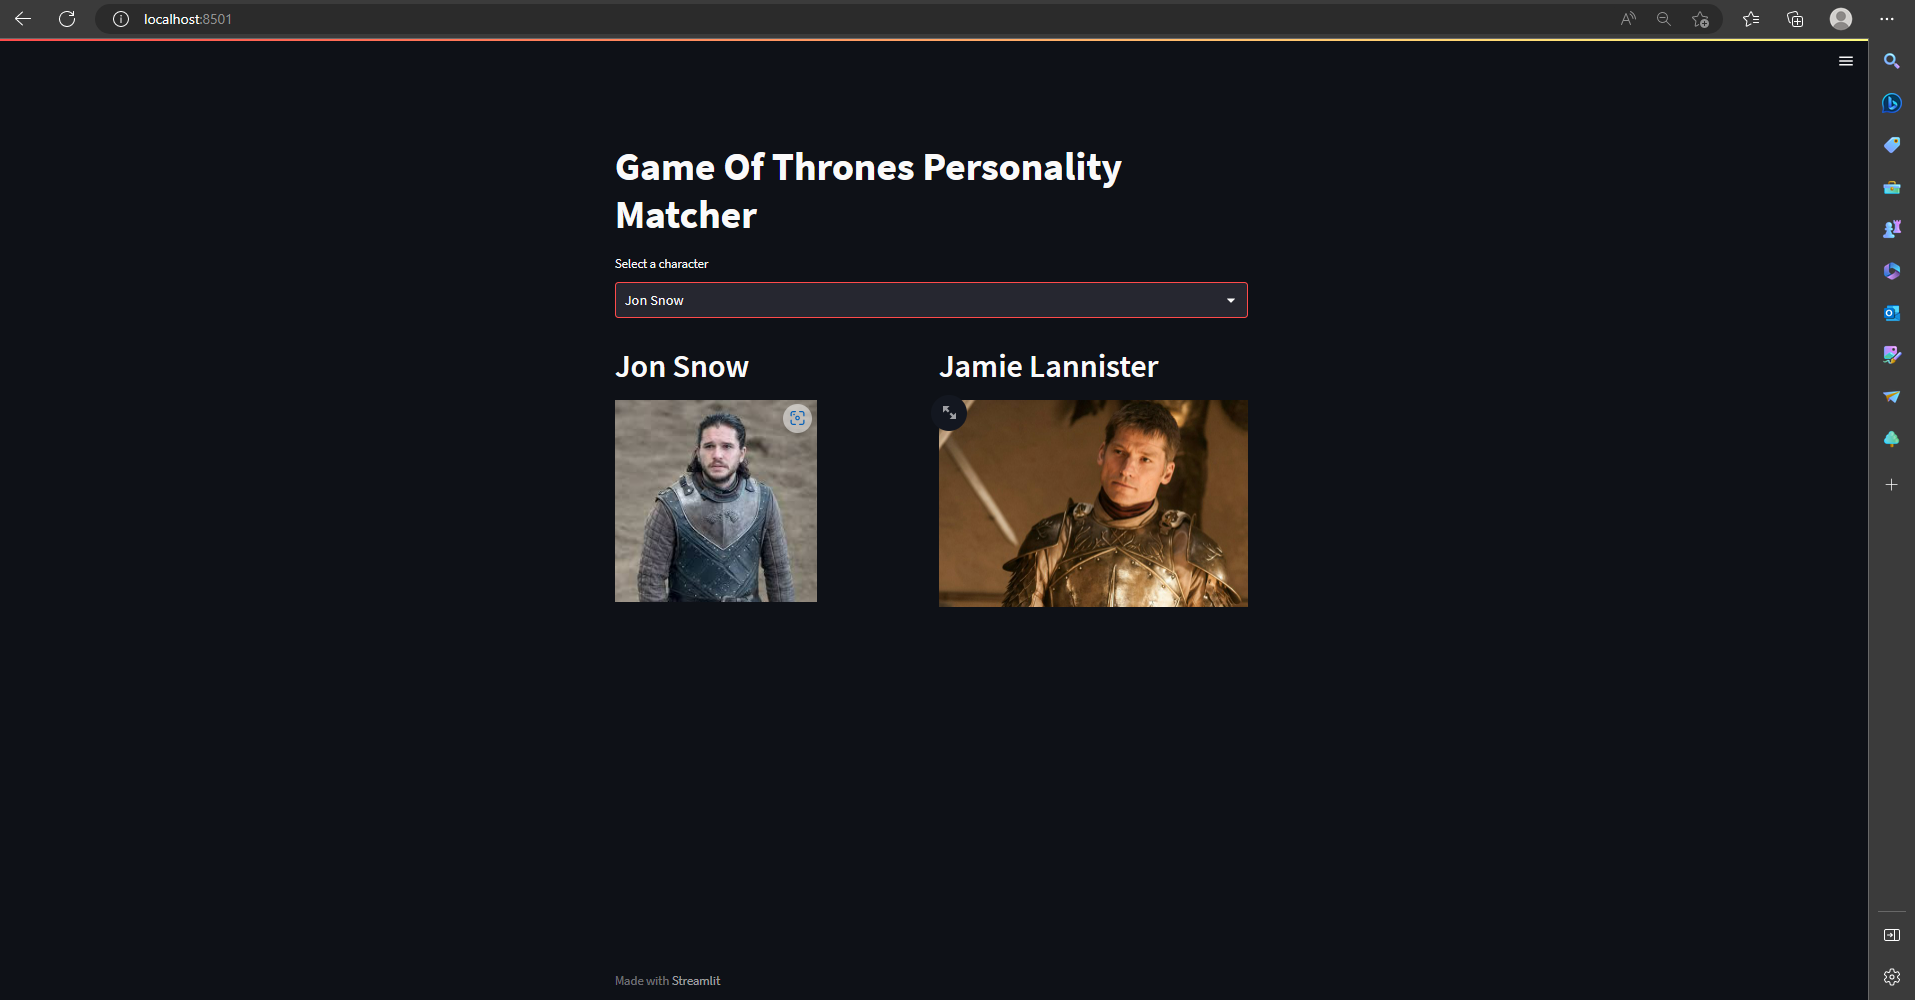 localhost:8501
Game Of Thrones Personality
Matcher
Select a character
Jon Snow
Jon Snow
Jamie Lannister
Made with Streamlit